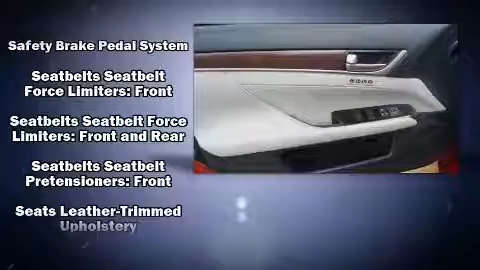 Safety Brake Pedal System
Seatbelts Seatbelt
Force Limiters: Front
Seatbelts Seatbelt Force
Limiters: Front and Rear
Seatbelts Seatbelt
Pretensioners: Front
Seats Leather-Trimmed
Upholstery